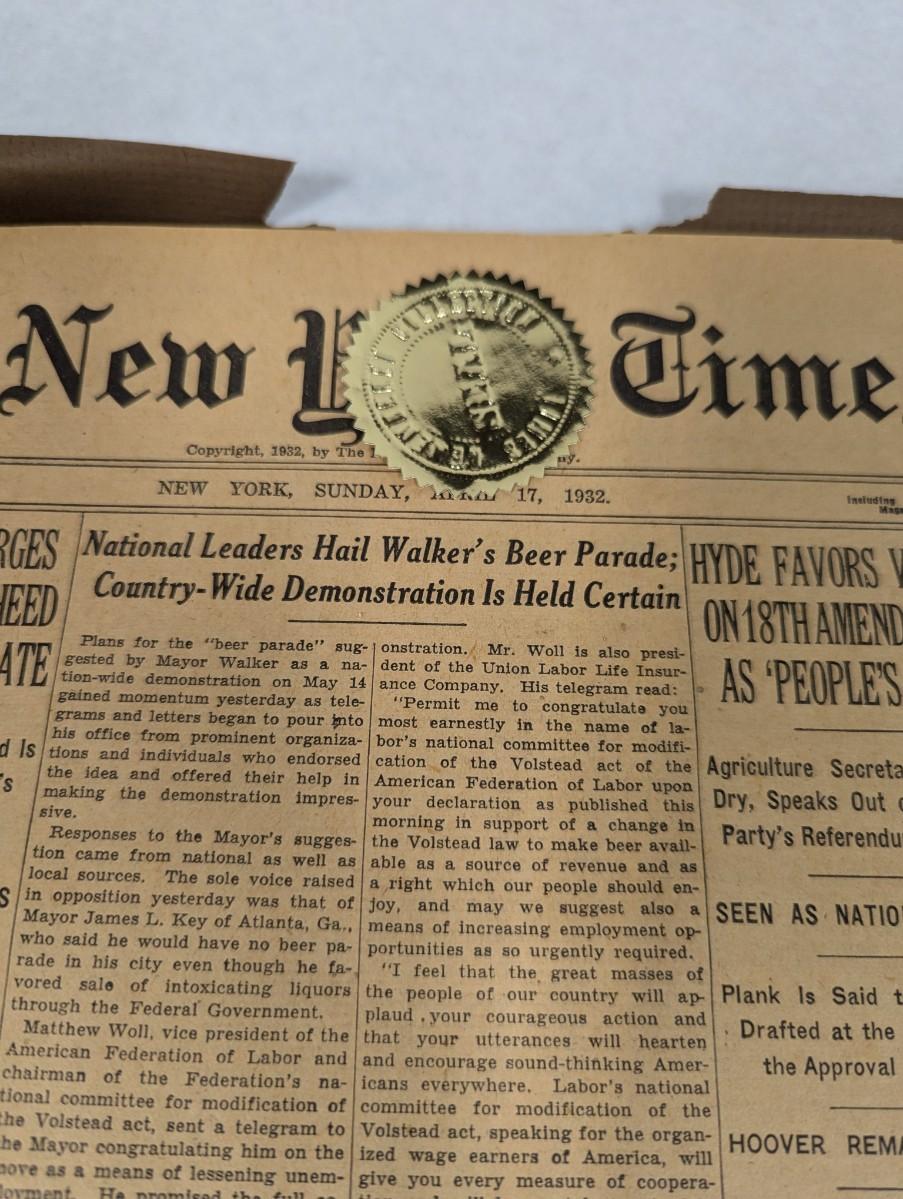 New Time
Copyright, 1932, by The
NEW YORK, SUNDAY, 17, 1932.
Including
RGES
HEED
ATE
d Is
's
S
National Leaders Hail Walker's Beer Parade;
Country-Wide Demonstration Is Held Certain
Plans for the "beer parade" sug-
gested by Mayor Walker as a na-
tion-wide demonstration on May 14
gained momentum yesterday as tele-
grams and letters began to pour into
his office from prominent organiza-
tions and individuals who endorsed
the idea and offered their help in
making the demonstration impres-
sive.
Responses to the Mayor's sugges-
tion came from national as well as
local sources. The sole voice raised
in opposition yesterday was that of
Mayor James L. Key of Atlanta, Ga.,
who said he would have no beer pa-
rade in his city even though he fa-
vored sale of intoxicating liquors
through the Federal Government.
Matthew Woll, vice president of the
American Federation of Labor and
chairman of the Federation's na-
tional committee for modification of
the Volstead act, sent a telegram to
the Mayor congratulating him on the
move as a means of lessening unem-
ployment. He promised the full
onstration. Mr. Woll is also presi-
dent of the Union Labor Life Insur-
ance Company. His telegram read:
"Permit me to congratulate you
most earnestly in the name of la-
bor's national committee for modifi-
cation of the Volstead act of the
American Federation of Labor upon
your declaration as published this
morning in support of a change in
the Volstead law to make beer avail-
able as a source of revenue and as
a right which our people should en-
joy, and may we suggest also a
means of increasing employment op-
portunities as so urgently required.
"I feel that the great masses of
the people of our country will ap-
plaud your courageous action and
that your utterances will hearten
and encourage sound-thinking Amer-
icans everywhere. Labor's national
committee for modification of the
Volstead act, speaking for the organ-
ized wage earners of America, will
give you every measure of coopera-
HYDE FAVORS V
ON 18TH AMEND
AS 'PEOPLE'S
Agriculture Secreta
Dry, Speaks Out
Party's Referendu
SEEN AS NATIO
Plank Is Said t
Drafted at the
the Approval
HOOVER REMA